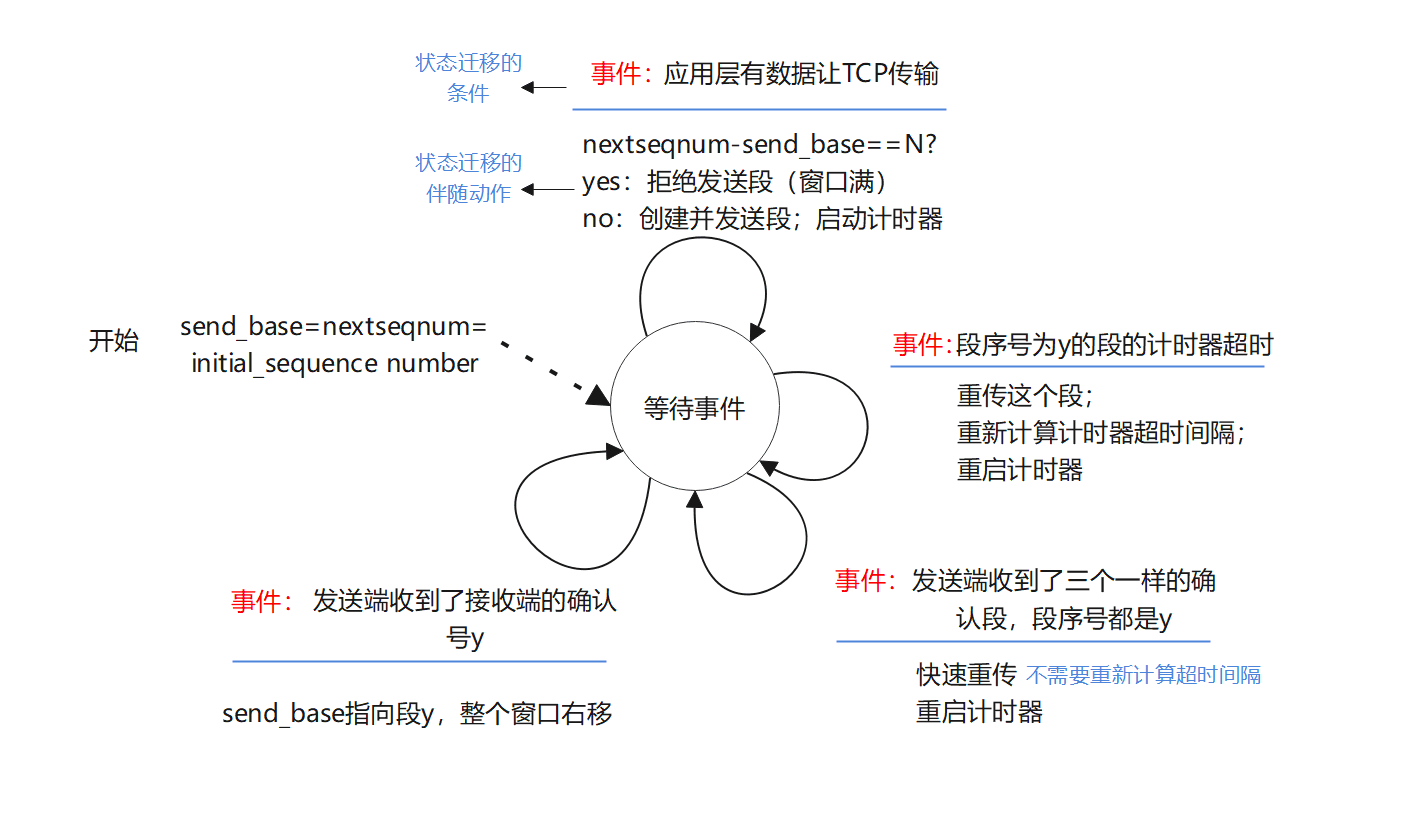 状态迁移的
条件
事件：应用层有数据让TCP传输
状态迁移的
伴随动作
nextseqnum-send_base==N?
yes：拒绝发送段（窗口满）
no：创建并发送段；启动计时器
开始
send_base=nextseqnum=
initial_sequence number
等待事件
事件：段序号为y的段的计时器超时
重传这个段；
重新计算计时器超时间隔；
重启计时器
事件： 发送端收到了接收端的确认
号y
send_base指向段y，整个窗口右移
事件：发送端收到了三个一样的确
认段，段序号都是y
快速重传 不需要重新计算超时间隔
重启计时器